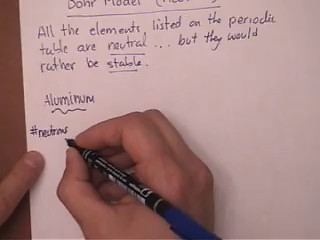 Bohr Model
All the elements listed on the periodic
table are neutral ... but they would
rather be stable.
Aluminum
#neutrons